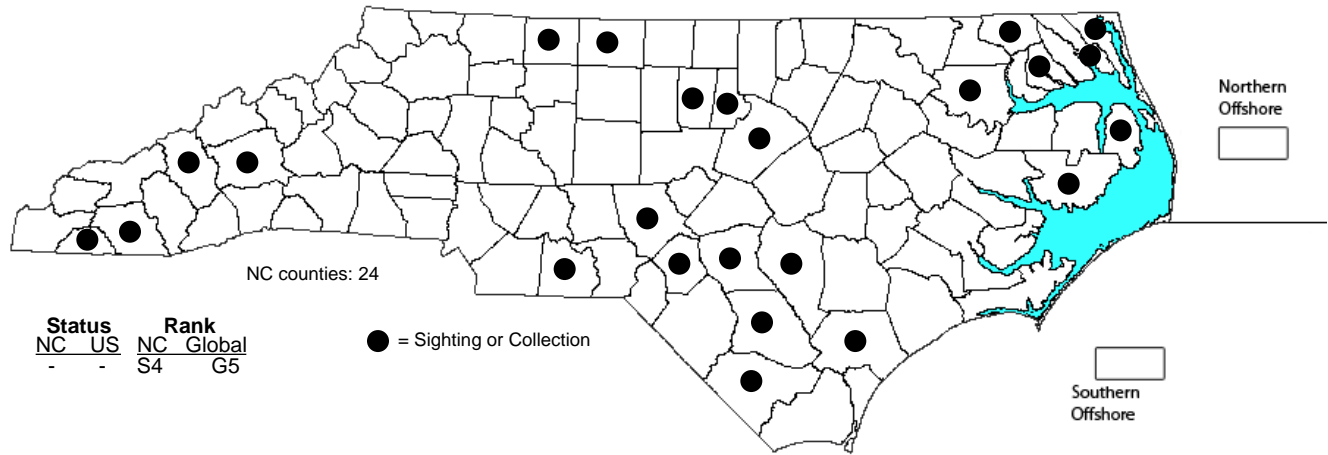 Northern
Offshore
NC counties: 24
Status Rank
NC US NC Global
- - S4 G5
= Sighting or Collection
Southern
Offshore